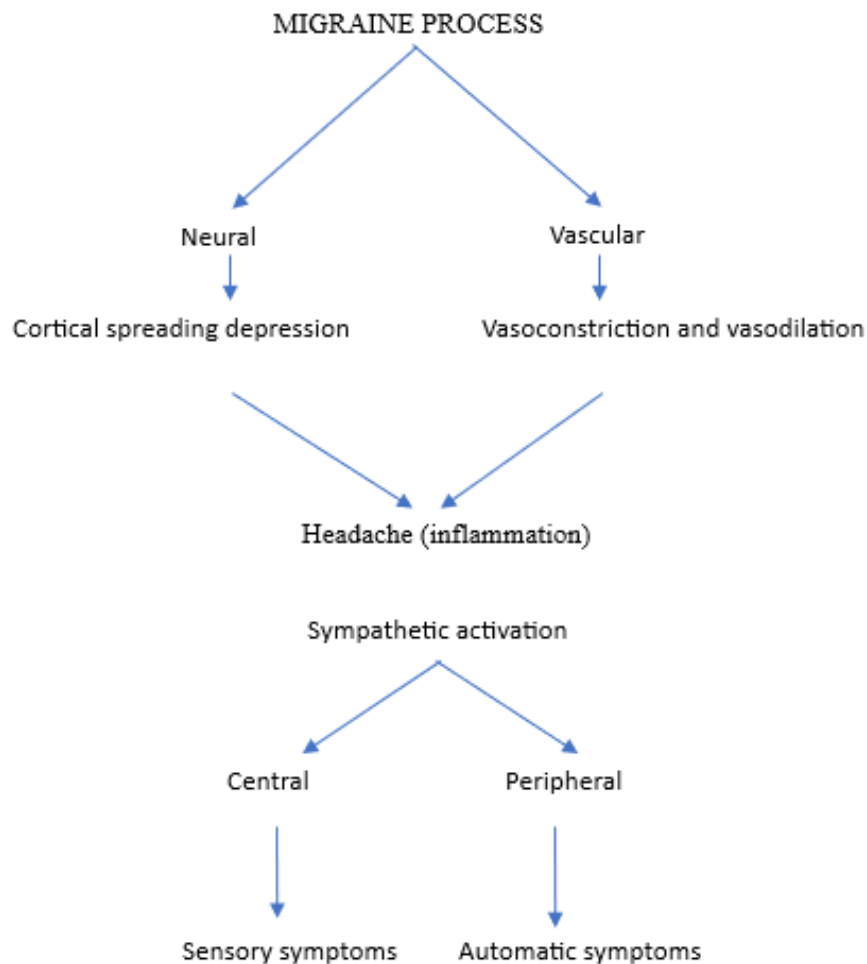 MIGRAINE PROCESS
Neural
Vascular
Cortical spreading depression
Vasoconstriction and vasodilation
Headache (inflammation)
Sympathetic activation
Central
Peripheral
Sensory symptoms
Automatic symptoms